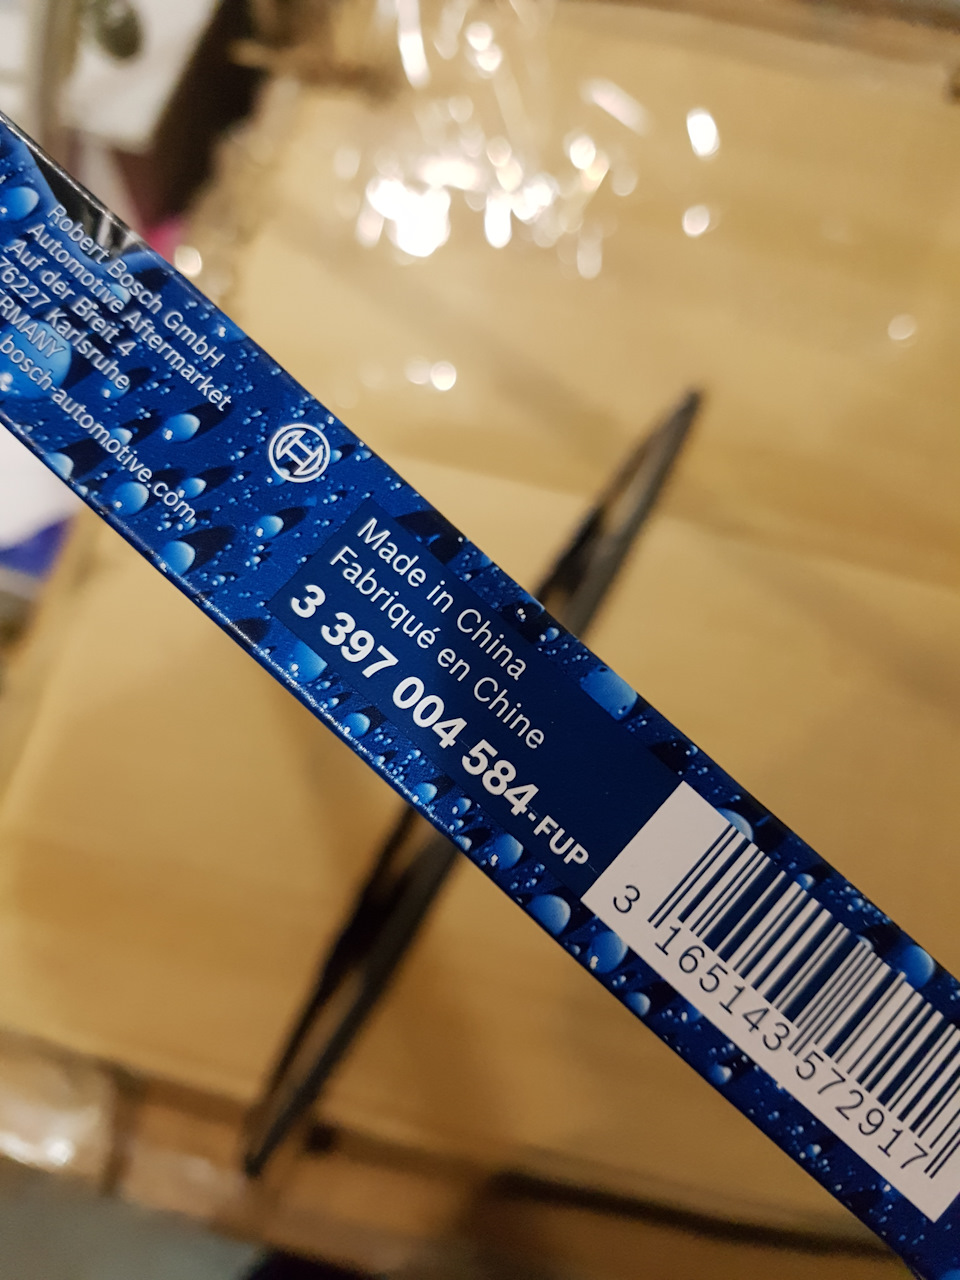 Robert Bosch GmbH
Automotive Aftermarket
Auf der Breit 4
76227 Karlsruhe
ERMANY
bosch-automotive.com
Made in China
Fabriqué en Chine
3 397 004 584-FUP
3 165143 572917